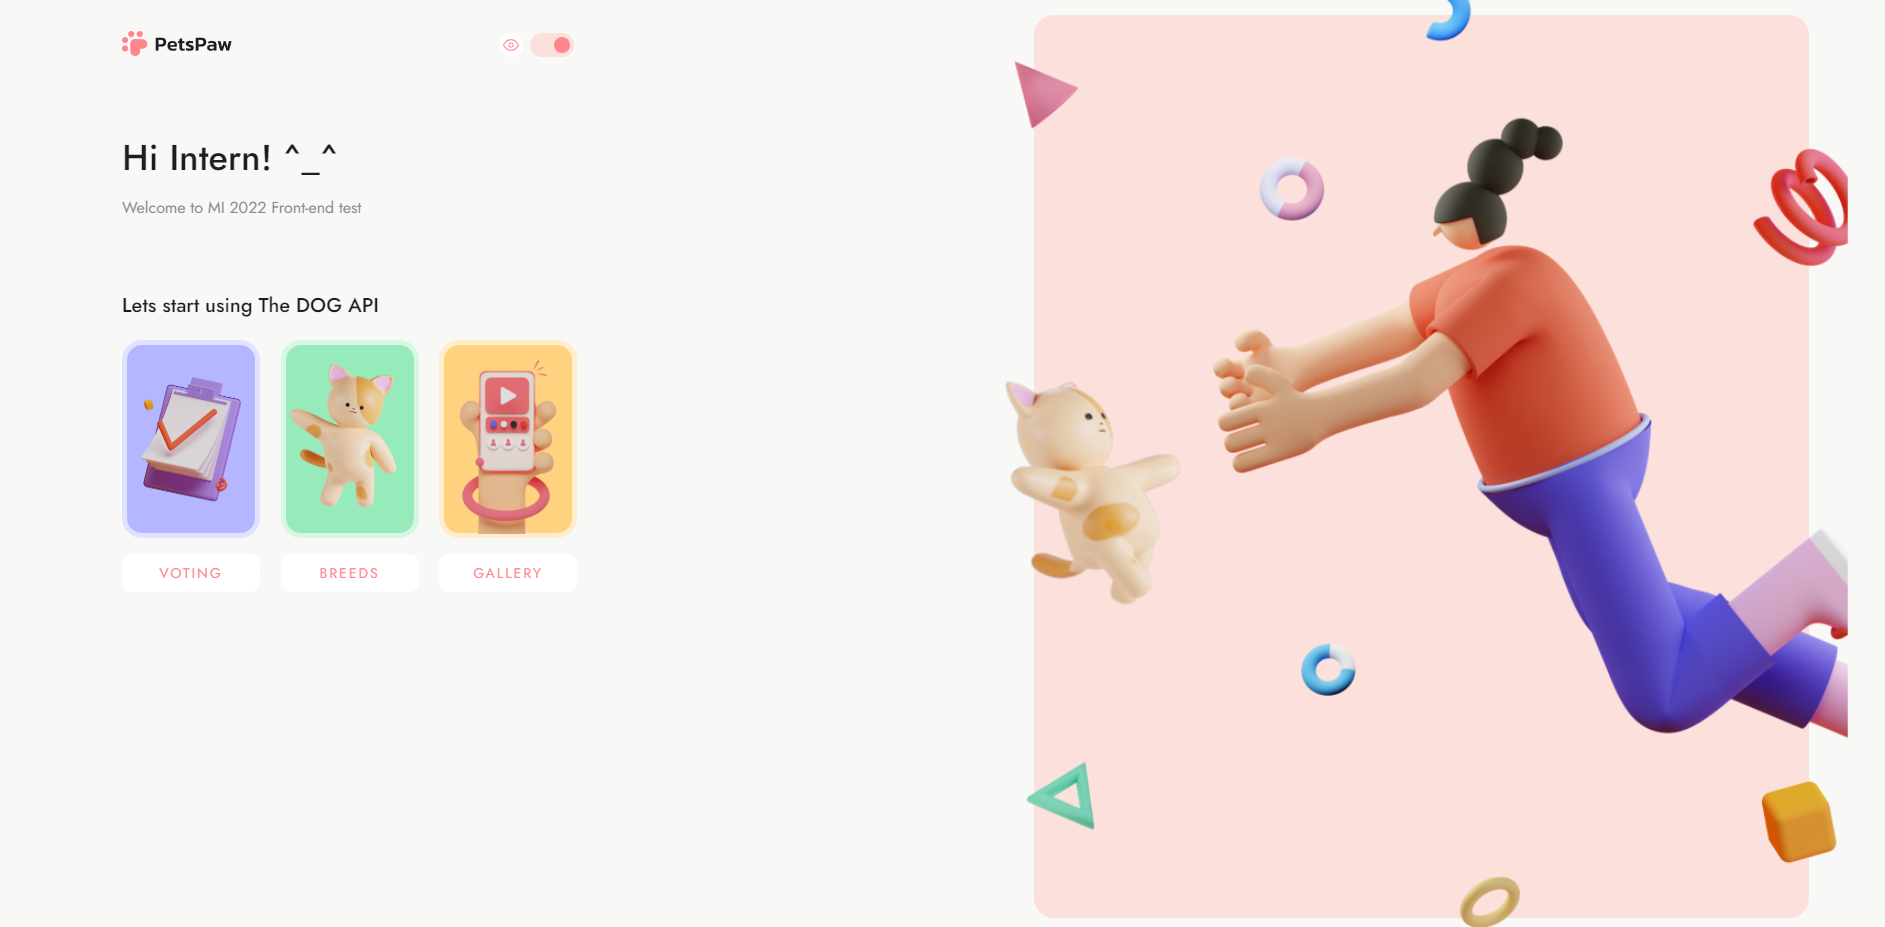 PetsPaw
Hi Intern! ^_^
Welcome to MI 2022 Front-end test
Lets start using The DOG API
VOTING
BREEDS
GALLERY